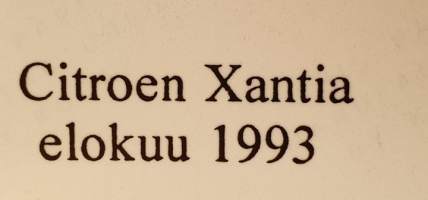 Citroen Xantia
elokuu 1993